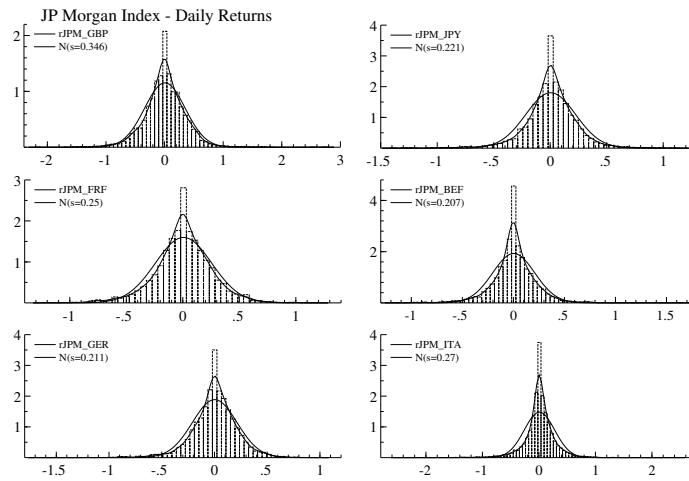 JP Morgan Index - Daily Returns
rJPM_GBP
N(s=0.346)
2
1
-2 -1 0 1 2 3
rJPM_JPY
N(s=0.221)
4
3
2
1
-1.5 -1 -.5 0 .5 1
rJPM_FRF
N(s=0.25)
3
2
1
-1 -.5 0 .5 1
rJPM_BEF
N(s=0.207)
4
2
-1 -.5 0 .5 1 1.5
rJPM_GER
N(s=0.211)
4
3
2
1
-1.5 -1 -.5 0 .5 1
rJPM_ITA
N(s=0.27)
4
3
2
1
-2 -1 0 1 2